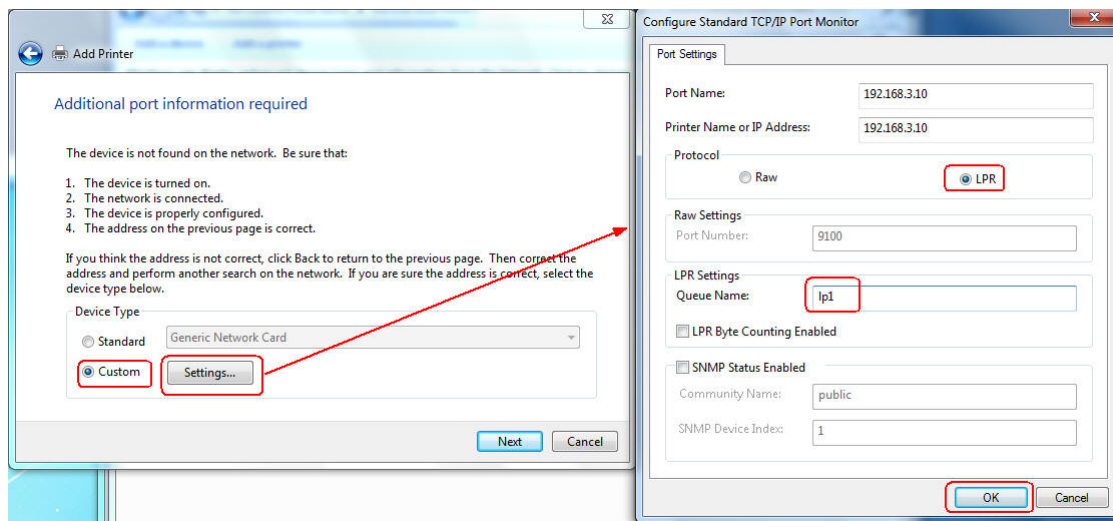 Add Printer
Additional port information required
The device is not found on the network. Be sure that:
1. The device is turned on.
2. The network is connected.
3. The device is properly configured.
4. The address on the previous page is correct.
If you think the address is not correct, click Back to return to the previous page. Then correct the
address and perform another search on the network. If you are sure the address is correct, select the
device type below.
Device Type
Standard Generic Network Card
Custom Settings...
Next Cancel
Configure Standard TCP/IP Port Monitor
Port Settings
Port Name: 192.168.3.10
Printer Name or IP Address: 192.168.3.10
Protocol
Raw LPR
Raw Settings
Port Number: 9100
LPR Settings
Queue Name: lp1
LPR Byte Counting Enabled
SNMP Status Enabled
Community Name: public
SNMP Device Index: 1
OK Cancel